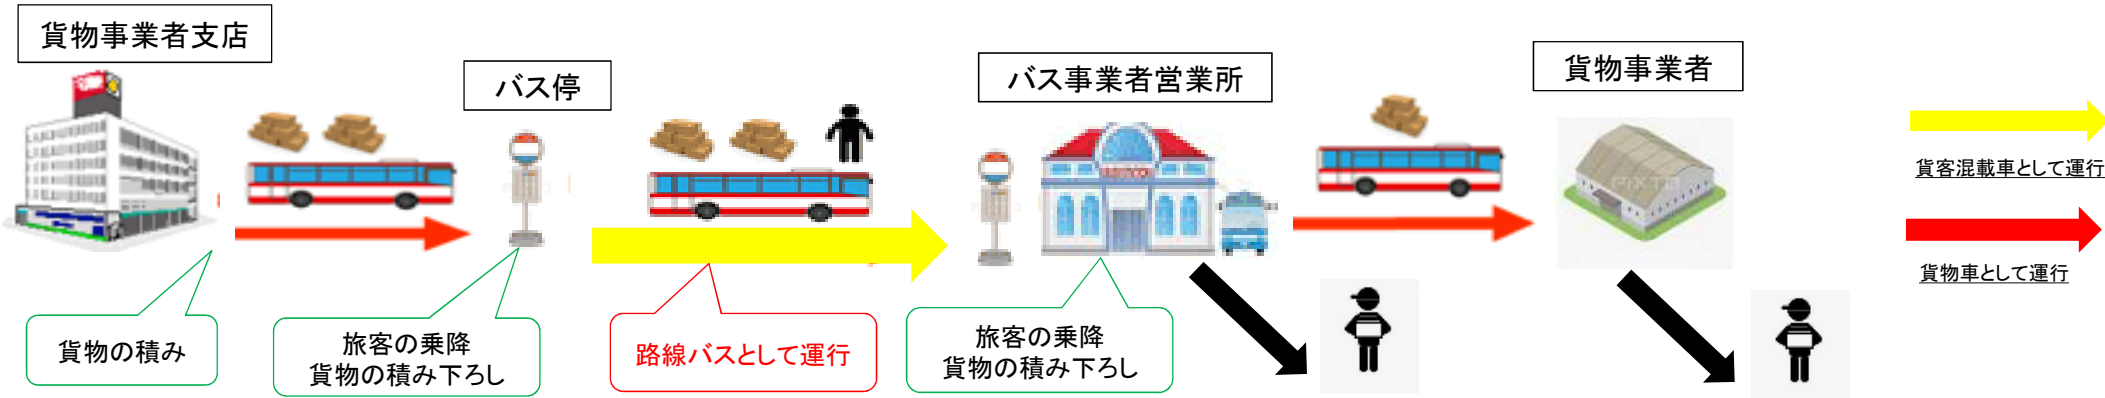 貨物事業者支店
バス停
バス事業者営業所
貨物事業者
貨客混載車として運行
貨物車として運行
貨物の積み
旅客の乗降
貨物の積み下ろし
路線バスとして運行
旅客の乗降
貨物の積み下ろし